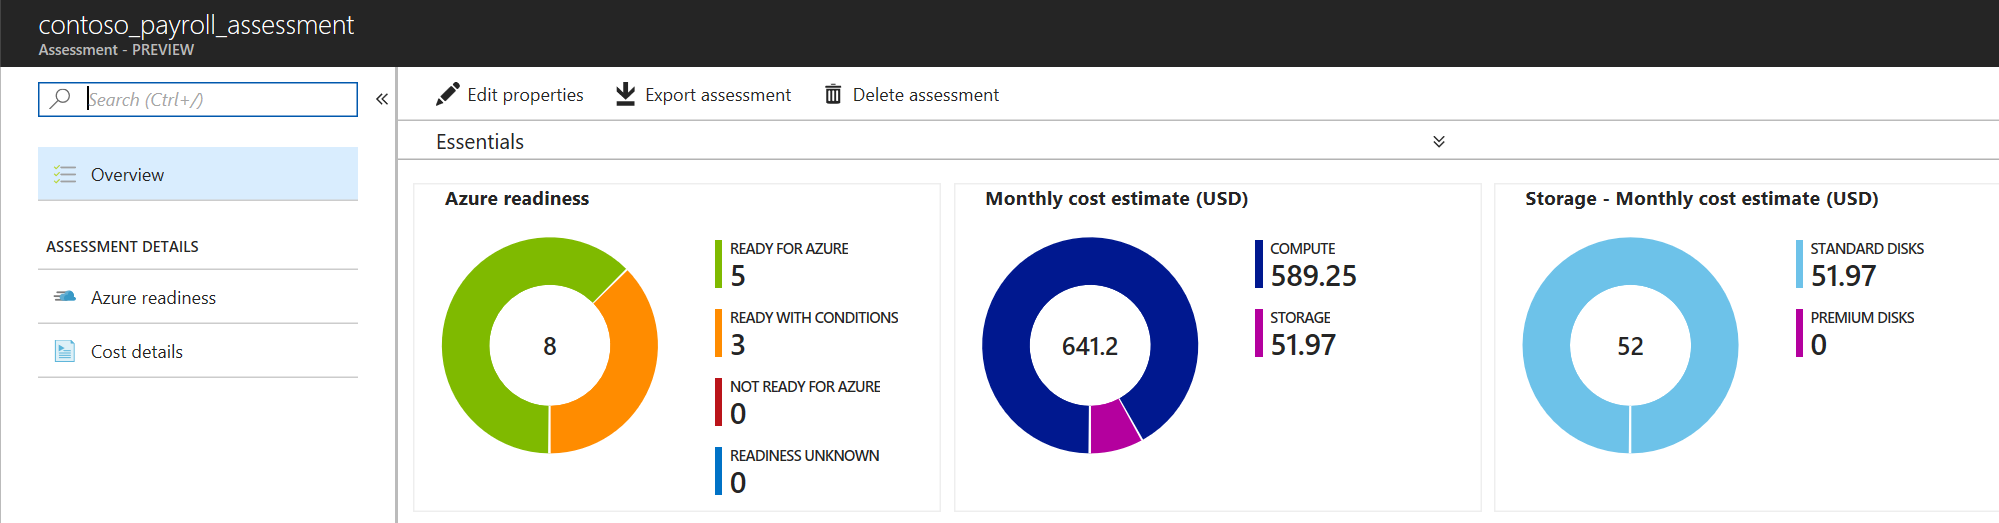 contoso_payroll_assessment
Assessment - PREVIEW
Search (Ctrl+/)
Overview
ASSESSMENT DETAILS
Azure readiness
Cost details
Edit properties
Export assessment
Delete assessment
Essentials
Azure readiness
8
READY FOR AZURE
5
READY WITH CONDITIONS
3
NOT READY FOR AZURE
0
READINESS UNKNOWN
0
Monthly cost estimate (USD)
641.2
COMPUTE
589.25
STORAGE
51.97
Storage - Monthly cost estimate (USD)
52
STANDARD DISKS
51.97
PREMIUM DISKS
0